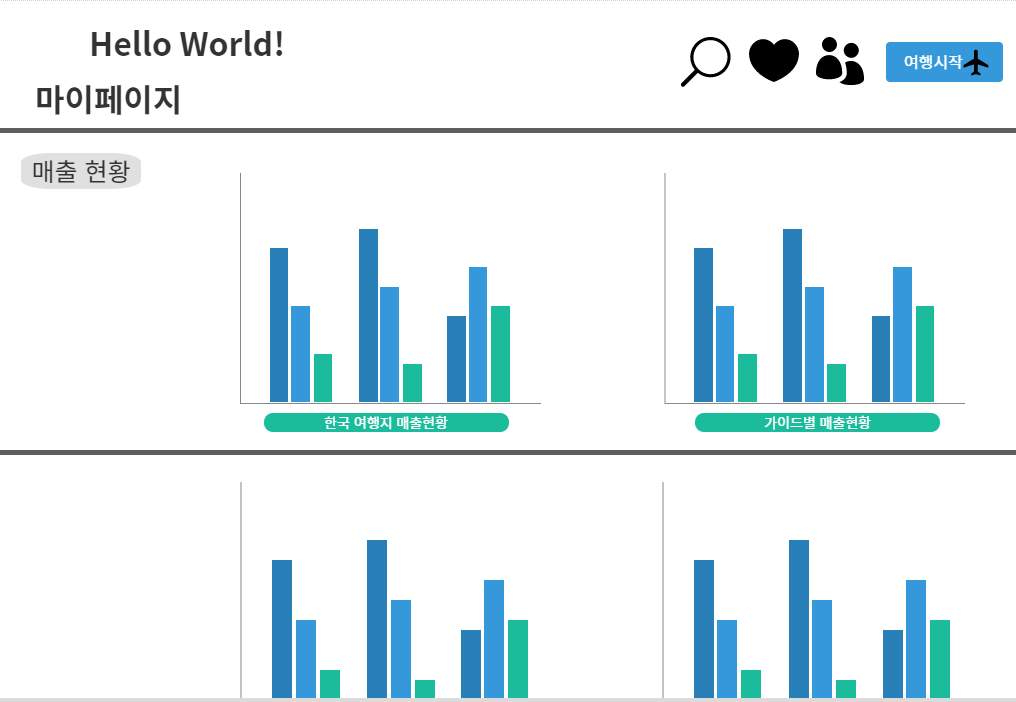 Hello World!
여행시작
마이페이지
매출 현황
한국 여행지 매출현황
가이드별 매출현황